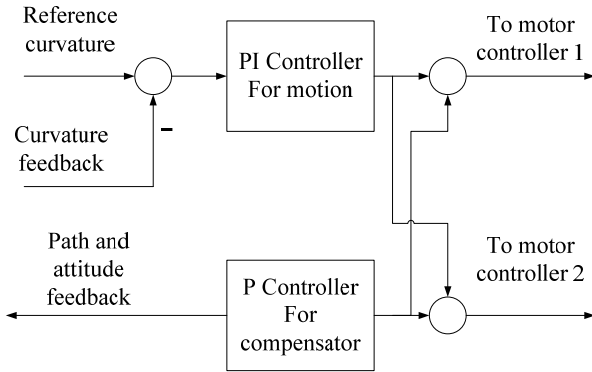 Reference
curvature
PI Controller
For motion
To motor
controller 1
Curvature
feedback
−
Path and
attitude
feedback
P Controller
For
compensator
To motor
controller 2